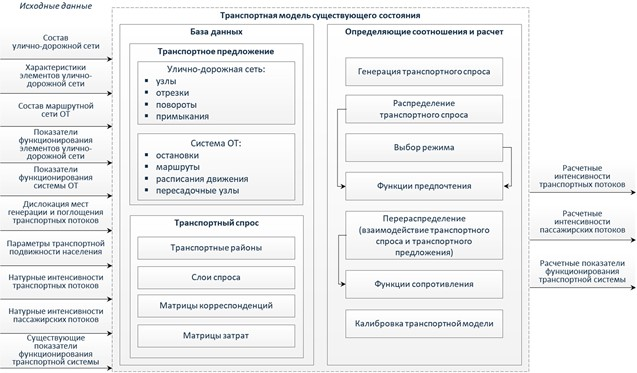 Исходные данные
Состав
улично-дорожной сети
Характеристики
элементов улично-
дорожной сети
Состав маршрутной
сети ОТ
Показатели
функционирования
элементов улично-
дорожной сети
Показатели
функционирования
системы ОТ
Дислокация мест
генерации и поглощения
транспортных потоков
Параметры транспортной
подвижности населения
Натурные интенсивности
транспортных потоков
Натурные интенсивности
пассажирских потоков
Существующие
показатели
функционирования
транспортной системы
Транспортная модель существующего состояния
База данных
Транспортное предложение
Улично-дорожная сеть:
▪ узлы
▪ отрезки
▪ повороты
▪ примыкания
Система ОТ:
▪ остановки
▪ маршруты
▪ расписания движения
▪ пересадочные узлы
Транспортный спрос
Транспортные районы
Слои спроса
Матрицы корреспонденций
Матрицы затрат
Определяющие соотношения и расчет
Генерация транспортного спроса
Распределение
транспортного спроса
Выбор режима
Функции предпочтения
Перераспределение
(взаимодействие транспортного
спроса и транспортного
предложения)
Функции сопротивления
Калибровка транспортной модели
Расчетные
интенсивности
транспортных потоков
Расчетные
интенсивности
пассажирских потоков
Расчетные показатели
функционирования
транспортной системы